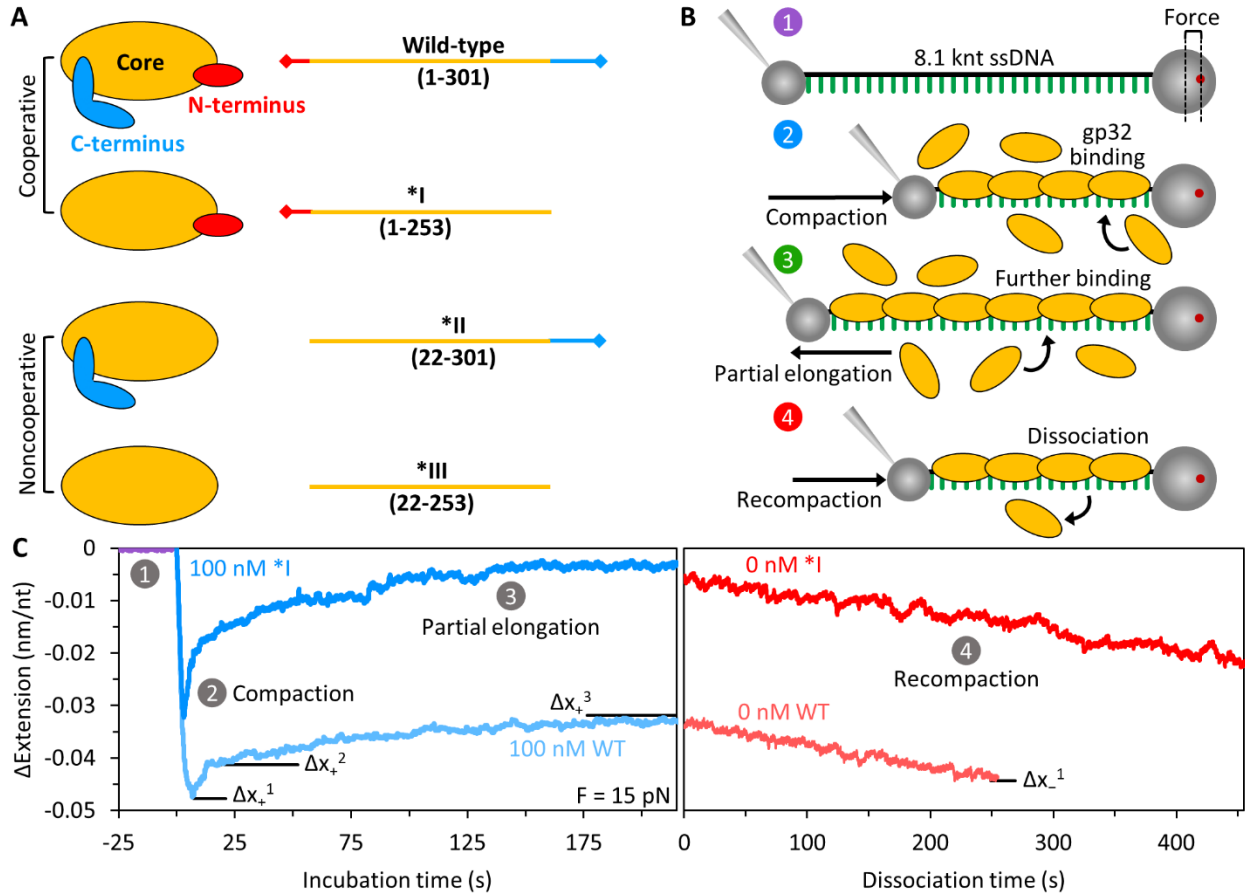 A
Cooperative
Core
N-terminus
C-terminus
Wild-type
(1-301)
*I
(1-253)
Noncooperative
*II
(22-301)
*III
(22-253)
B
1
Force
8.1 knt ssDNA
2
gp32
binding
Compaction
3
Further binding
Partial elongation
4
Dissociation
Recompaction
C
ΔExtension (nm/nt)
0
-0.01
-0.02
-0.03
-0.04
-0.05
1
100 nM *I
3
Partial elongation
2 Compaction
Δx₊³
100 nM WT
Δx₊²
Δx₊¹
F = 15 pN
-25 25 75 125 175
Incubation time (s)
0 nM *I
4
Recompaction
0 nM WT
Δx₋¹
0 100 200 300 400
Dissociation time (s)